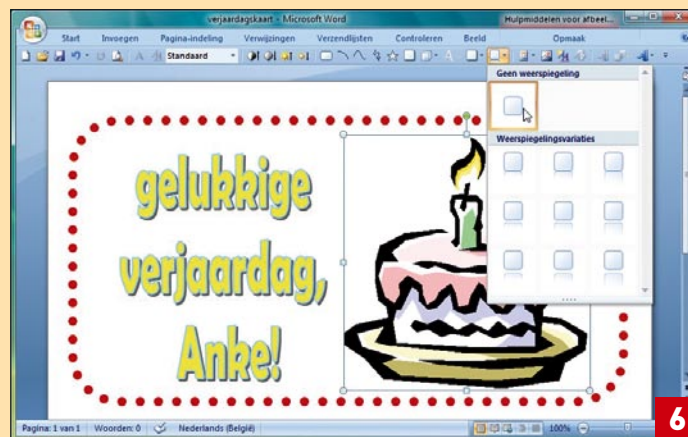 verjaardagskaart - Microsoft Word
Hulpmiddelen voor afbeel...
Start Invoegen Pagina-indeling Verwijzingen Verzendlijsten Controleren Beeld Opmaak
Standaard
Geen weerspiegeling
Weerspiegelingsvariaties
gelukkige
verjaardag,
Anke!
Pagina: 1 van 1 Woorden: 0 Nederlands (België) 100%
6